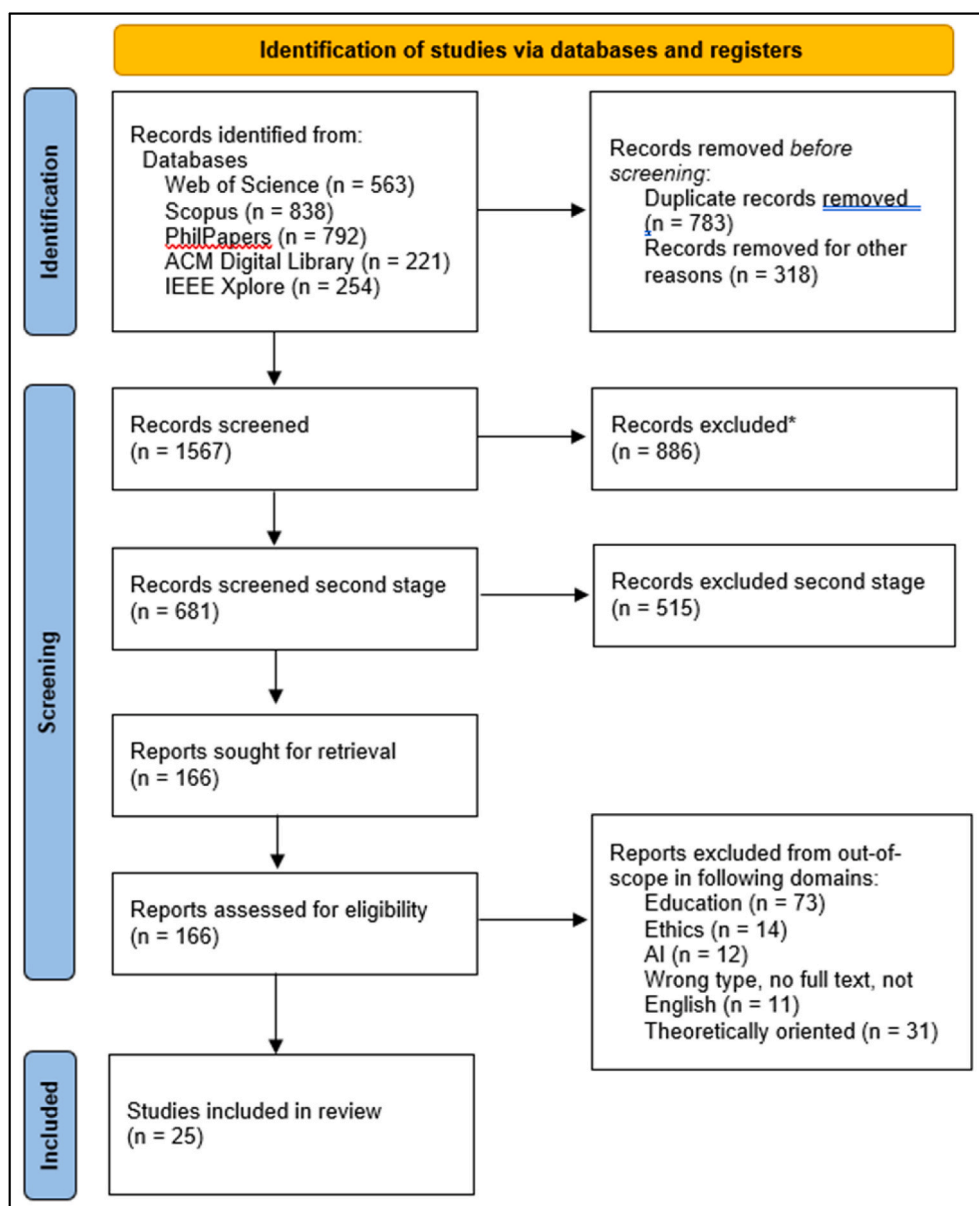 Identification of studies via databases and registers
Identification
Records identified from:
Databases
Web of Science (n = 563)
Scopus (n = 838)
PhilPapers (n = 792)
ACM Digital Library (n = 221)
IEEE Xplore (n = 254)
Records removed before
screening:
Duplicate records removed
(n = 783)
Records removed for other
reasons (n = 318)
Screening
Records screened
(n = 1567)
Records excluded*
(n = 886)
Records screened second stage
(n = 681)
Records excluded second stage
(n = 515)
Reports sought for retrieval
(n = 166)
Reports assessed for eligibility
(n = 166)
Reports excluded from out-of-
scope in following domains:
Education (n = 73)
Ethics (n = 14)
AI (n = 12)
Wrong type, no full text, not
English (n = 11)
Theoretically oriented (n = 31)
Included
Studies included in review
(n = 25)